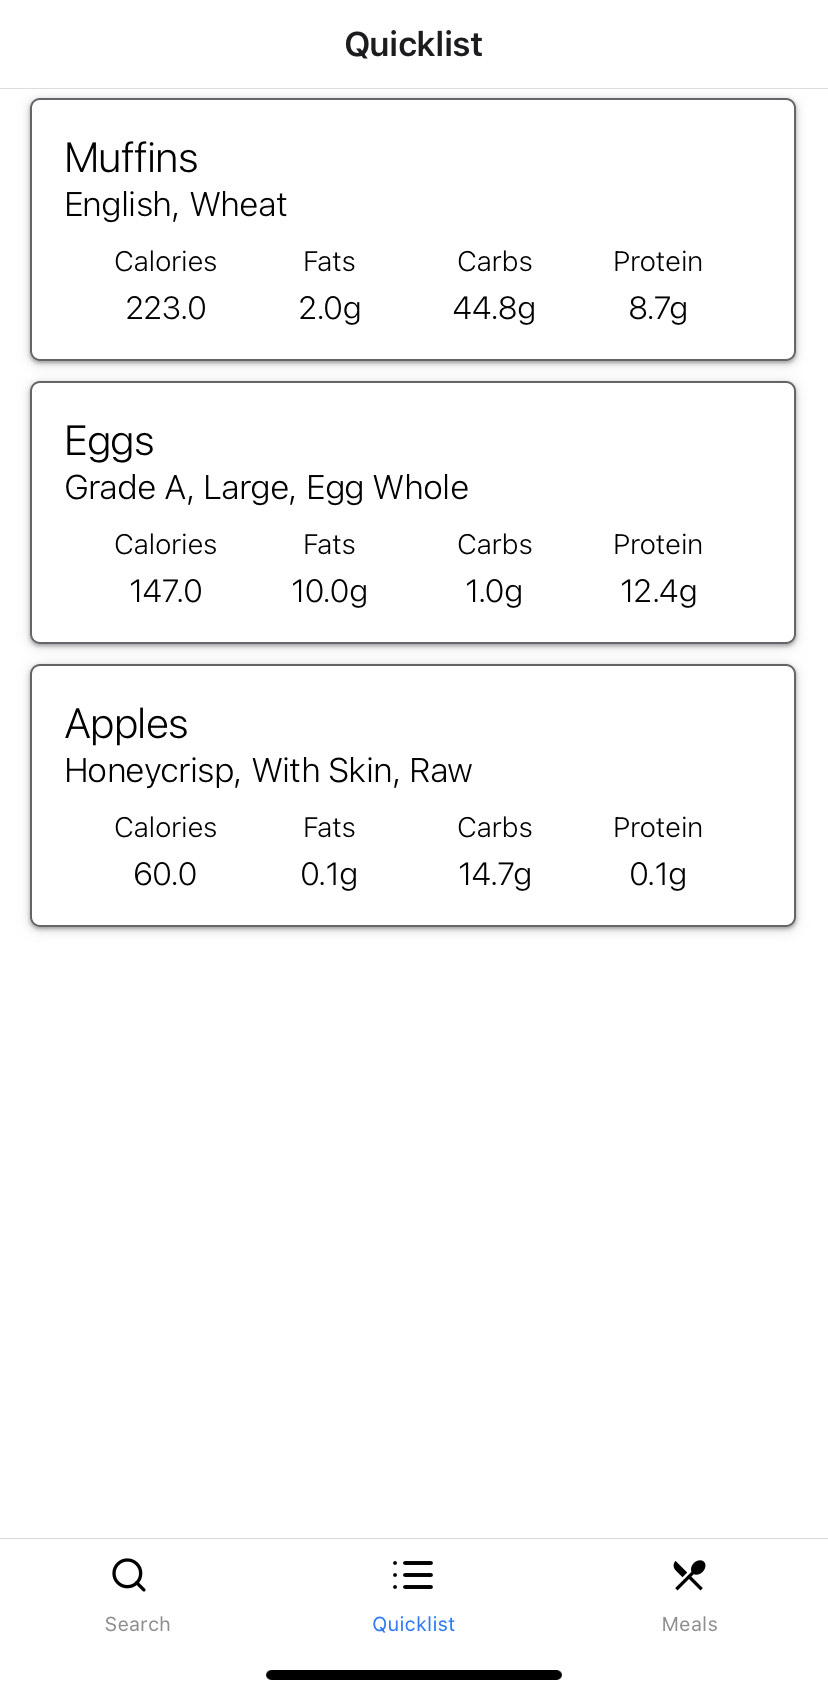 Quicklist
Muffins
English, Wheat
Calories Fats Carbs Protein
223.0 2.0g 44.8g 8.7g
Eggs
Grade A, Large, Egg Whole
Calories Fats Carbs Protein
147.0 10.0g 1.0g 12.4g
Apples
Honeycrisp, With Skin, Raw
Calories Fats Carbs Protein
60.0 0.1g 14.7g 0.1g
Search Quicklist Meals